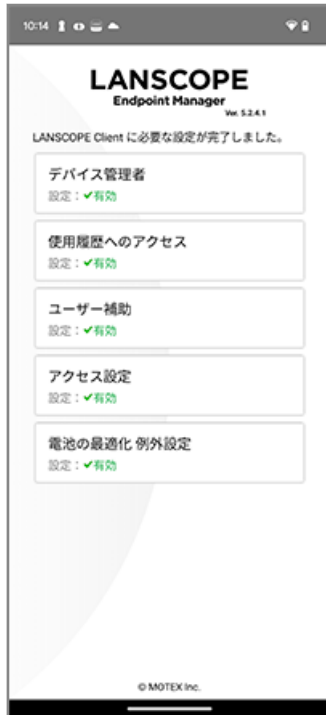 10:14
LANSCOPE
Endpoint Manager
Ver. 5.2.4.1
LANSCOPE Client に必要な設定が完了しました。
デバイス管理者
設定：✔有効
使用履歴へのアクセス
設定：✔有効
ユーザー補助
設定：✔有効
アクセス設定
設定：✔有効
電池の最適化 例外設定
設定：✔有効
© MOTEX Inc.